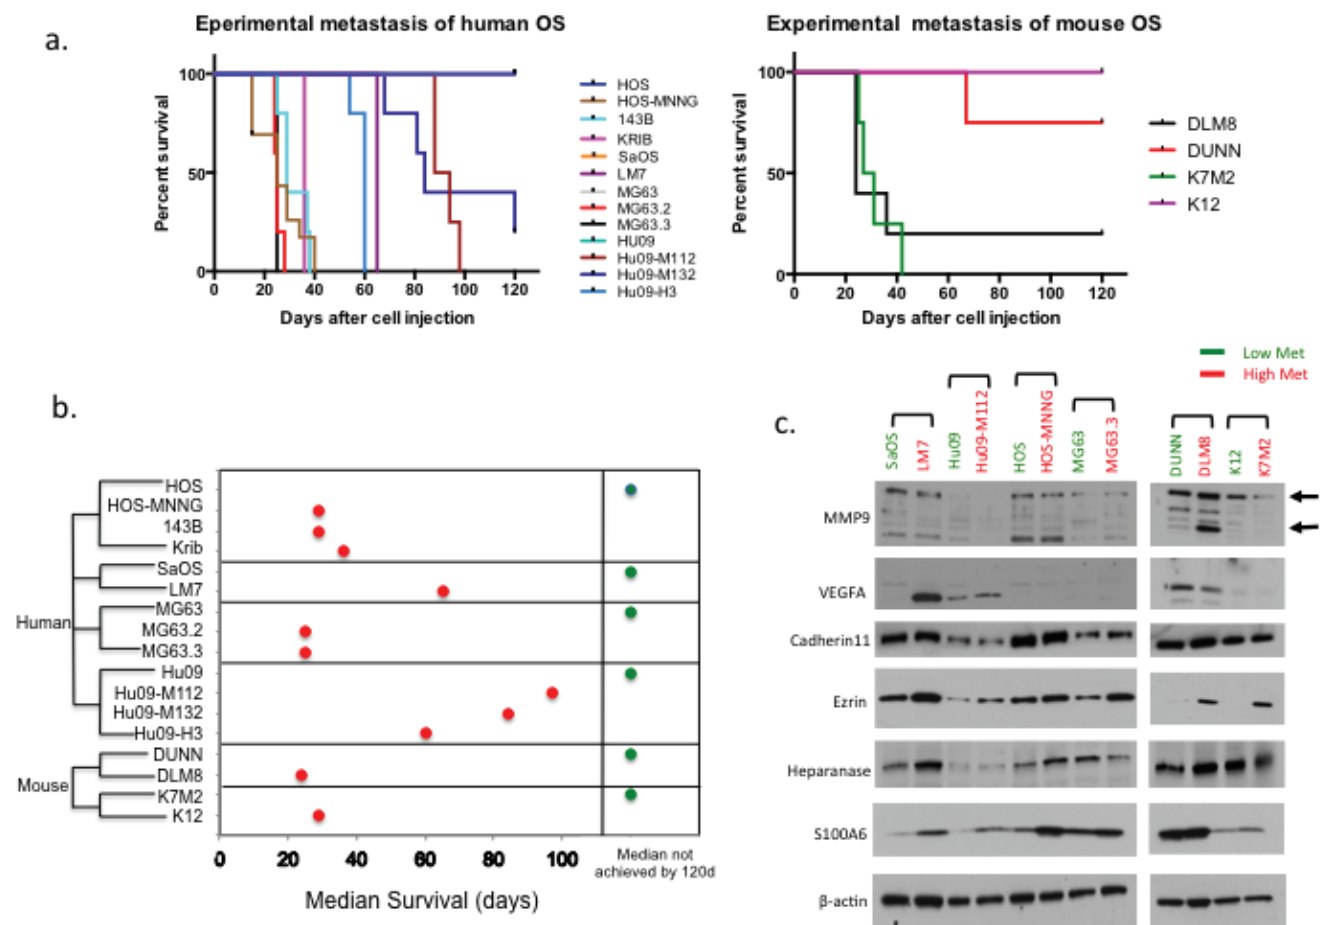 a.
Eperimental metastasis of human OS
Percent survival
100
50
0
0 20 40 60 80 100 120
Days after cell injection
HOS
HOS-MNNG
143B
KRIB
SaOS
LM7
MG63
MG63.2
MG63.3
HU09
Hu09-M112
Hu09-M132
Hu09-H3
Experimental metastasis of mouse OS
Percent survival
100
50
0
0 20 40 60 80 100 120
Days after cell injection
DLM8
DUNN
K7M2
K12
b.
Human
HOS
HOS-MNNG
143B
Krib
SaOS
LM7
MG63
MG63.2
MG63.3
Hu09
Hu09-M112
Hu09-M132
Hu09-H3
Mouse
DUNN
DLM8
K7M2
K12
0 20 40 60 80 100
Median not
achieved by 120d
Median Survival (days)
c.
Low Met
High Met
SaOS
LM7
Hu09
Hu09-M112
HOS
HOS-MNNG
MG63
MG63.3
DUNN
DLM8
K12
K7M2
MMP9
VEGFA
Cadherin11
Ezrin
Heparanase
S100A6
β-actin